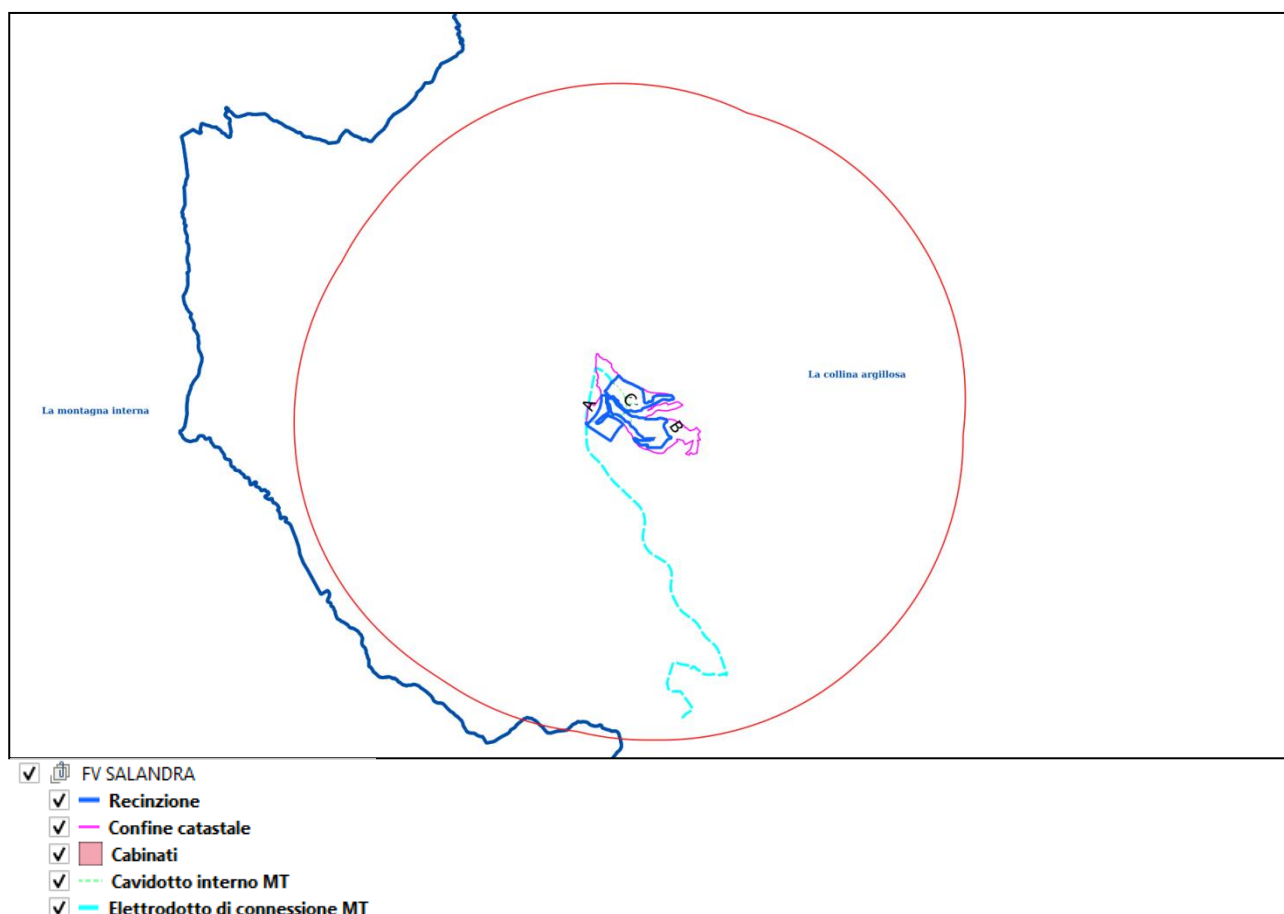 La collina argillosa
La montagna interna
A
C
B
FV SALANDRA
Recinzione
Confine catastale
Cabinati
Cavidotto interno MT
Elettrodotto di connessione MT